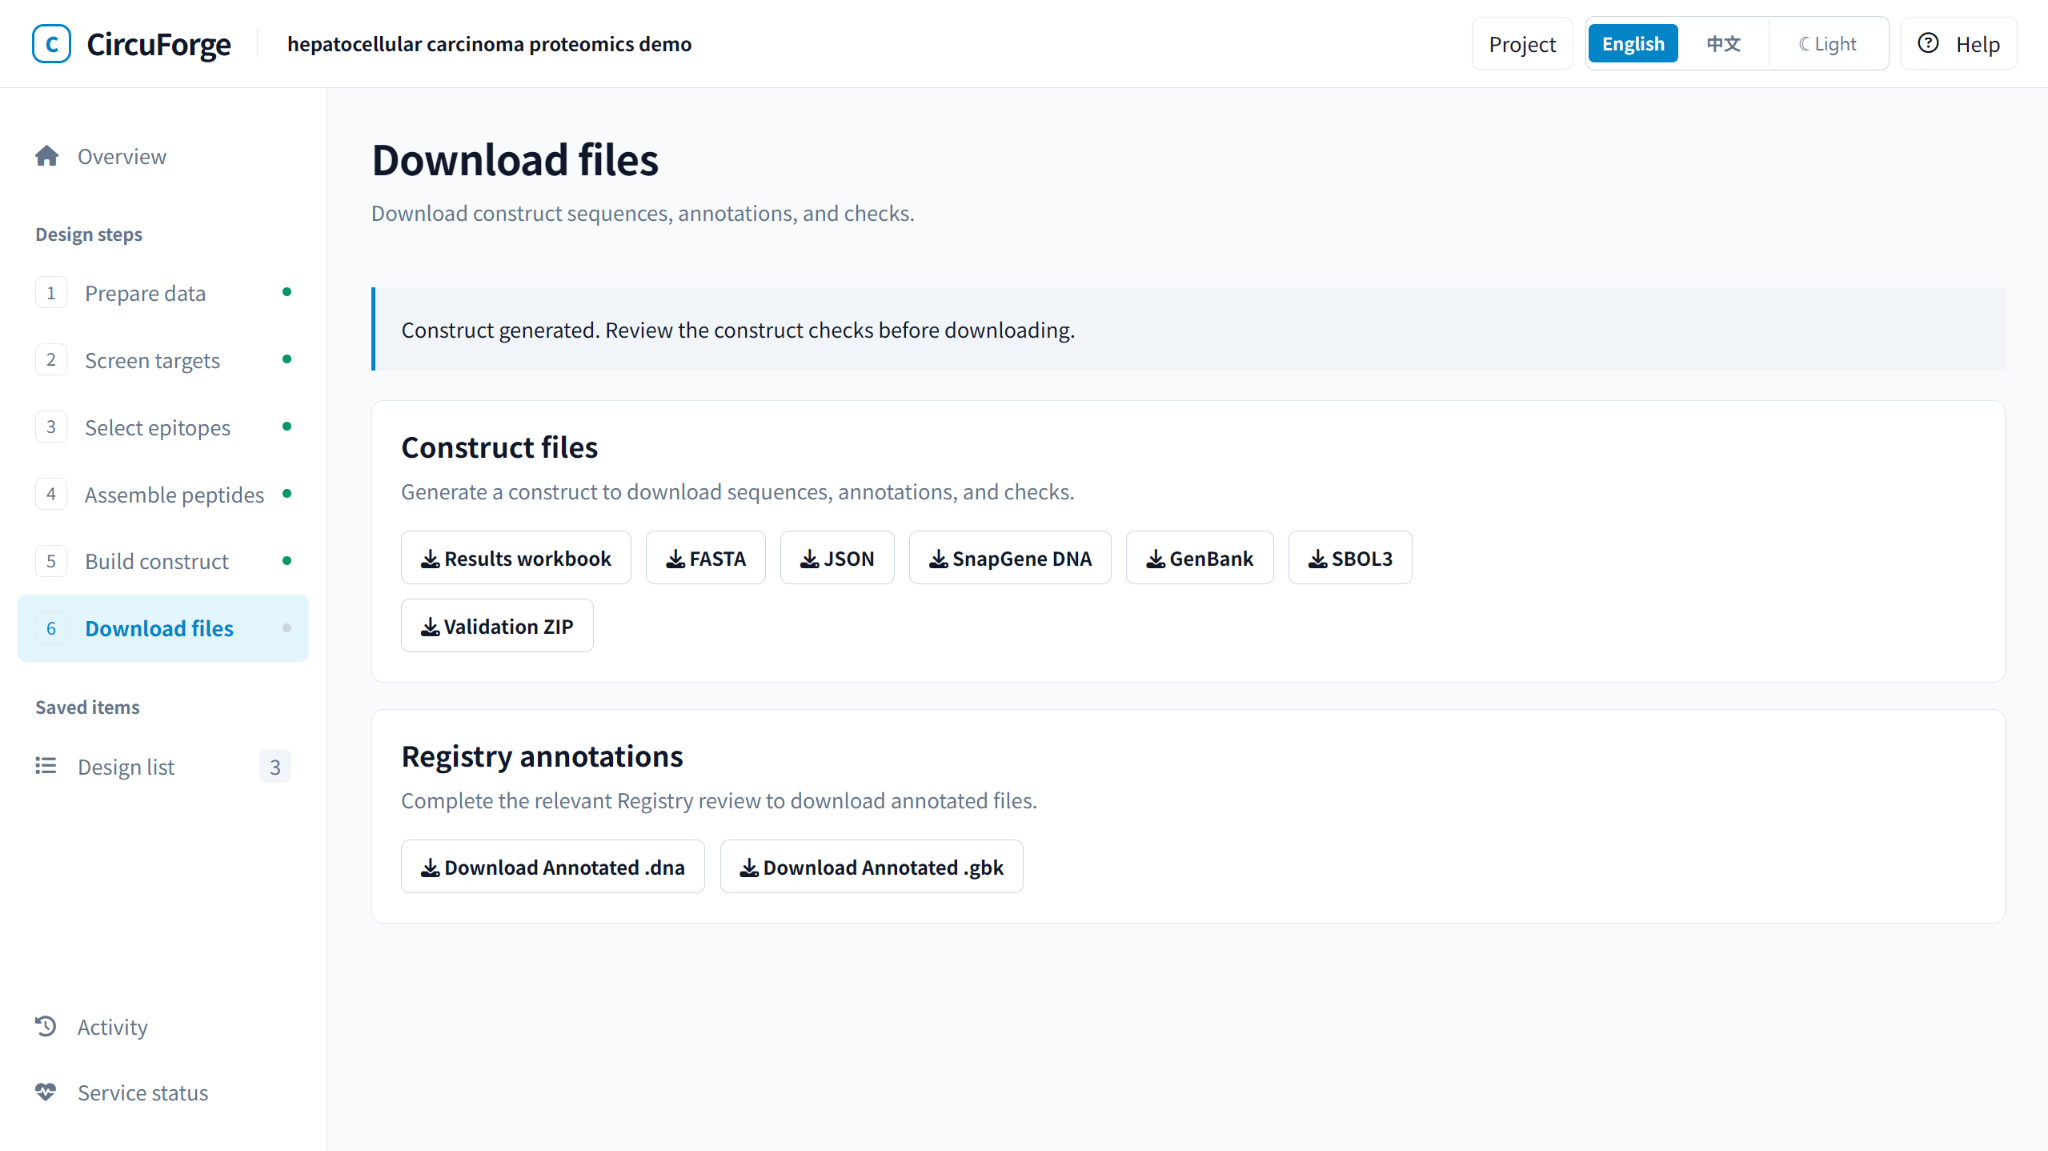 C CircuForge
hepatocellular carcinoma proteomics demo
Project
English
中文
Light
Help
Overview
Design steps
1 Prepare data
2 Screen targets
3 Select epitopes
4 Assemble peptides
5 Build construct
6 Download files
Saved items
Design list 3
Activity
Service status
Download files
Download construct sequences, annotations, and checks.
Construct generated. Review the construct checks before downloading.
Construct files
Generate a construct to download sequences, annotations, and checks.
Results workbook FASTA JSON SnapGene DNA GenBank SBOL3
Validation ZIP
Registry annotations
Complete the relevant Registry review to download annotated files.
Download Annotated .dna Download Annotated .gbk